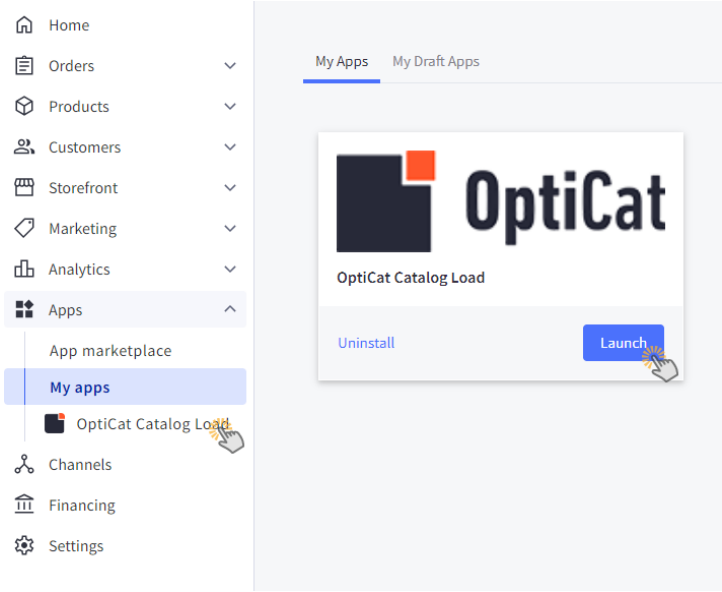 Home
Orders
Products
Customers
Storefront
Marketing
Analytics
Apps
App marketplace
My apps
OptiCat Catalog Load
Channels
Financing
Settings
My Apps My Draft Apps
OptiCat
OptiCat Catalog Load
Uninstall Launch